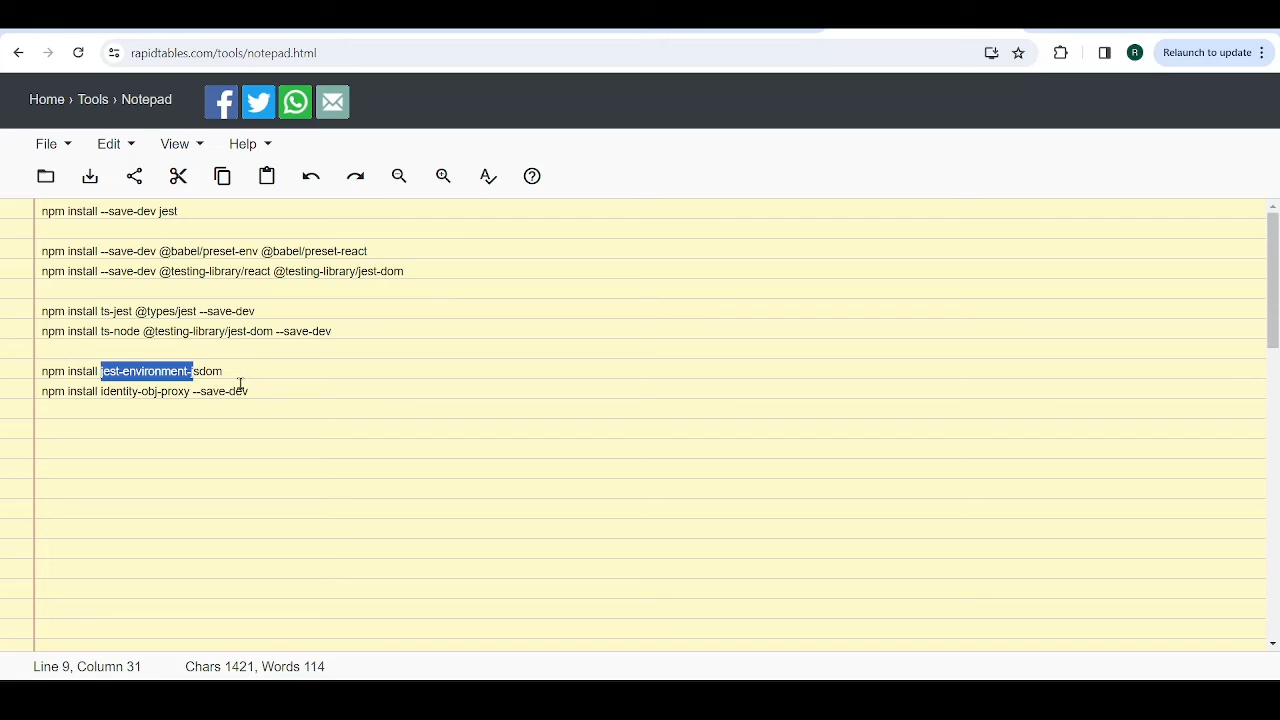 rapidtables.com/tools/notepad.html
R
Relaunch to update
Home › Tools › Notepad
File Edit View Help
npm install --save-dev jest
npm install --save-dev @babel/preset-env @babel/preset-react
npm install --save-dev @testing-library/react @testing-library/jest-dom
npm install ts-jest @types/jest --save-dev
npm install ts-node @testing-library/jest-dom --save-dev
npm install jest-environment-jsdom
npm install identity-obj-proxy --save-dev
Line 9, Column 31 Chars 1421, Words 114